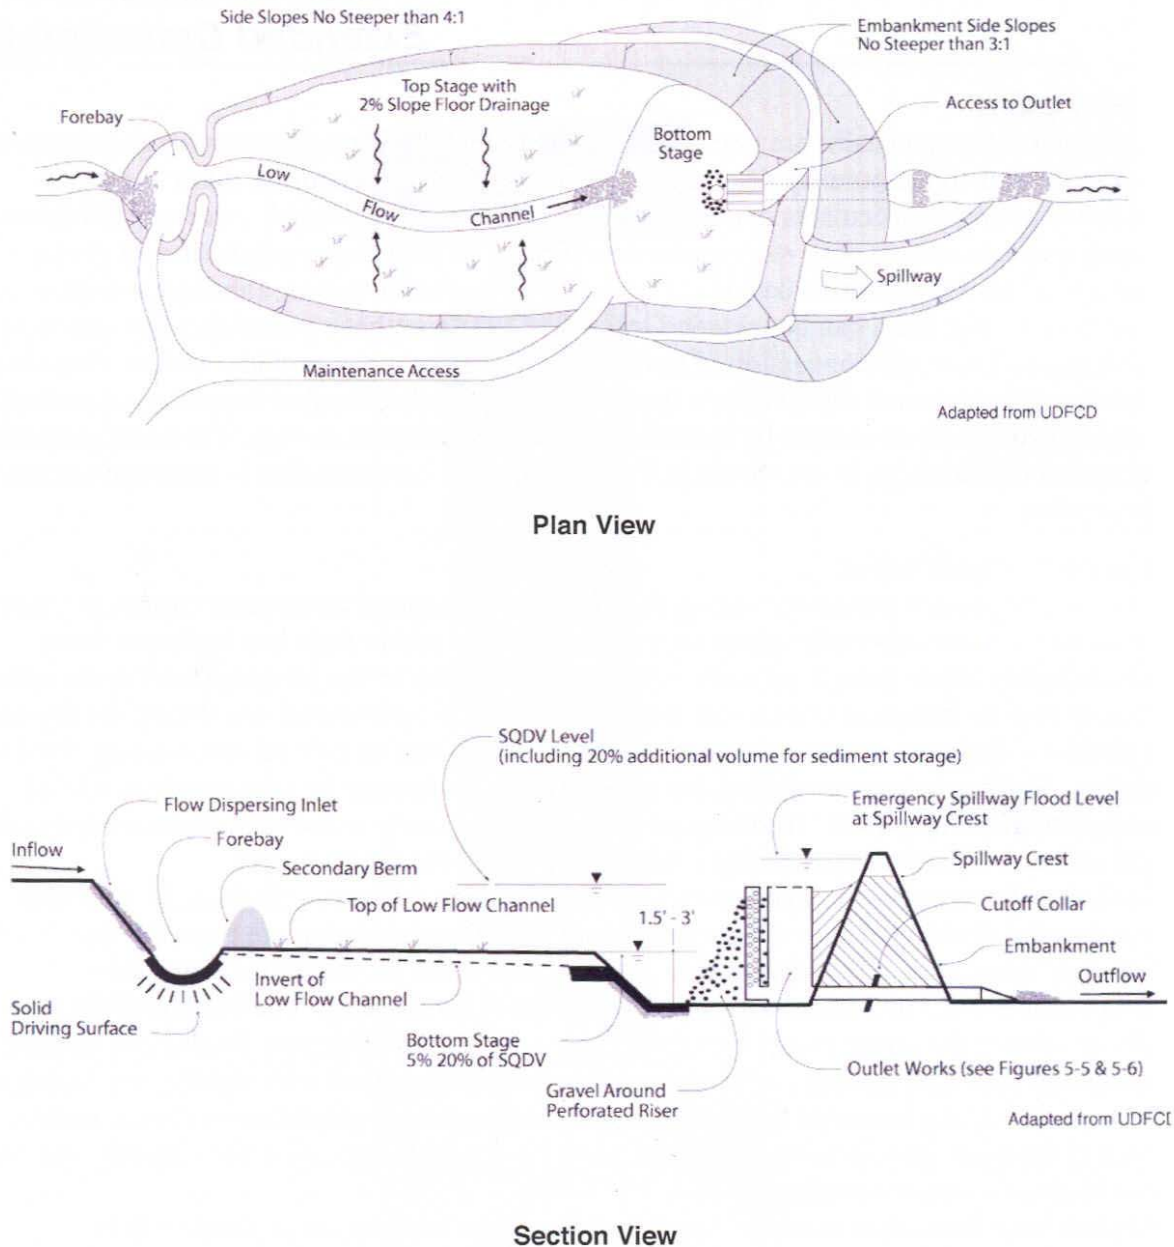 Side Slopes No Steeper than 4:1
Embankment Side Slopes
No Steeper than 3:1
Top Stage with
2% Slope Floor Drainage
Access to Outlet
Forebay
Bottom
Stage
Low
Flow
Channel
Spillway
Maintenance Access
Adapted from UDFCD
Plan View
SQDV Level
(including 20% additional volume for sediment storage)
Flow Dispersing Inlet
Emergency Spillway Flood Level
at Spillway Crest
Forebay
Inflow
Secondary Berm
Spillway Crest
Top of Low Flow Channel
1.5' - 3'
Cutoff Collar
Embankment
Invert of
Low Flow Channel
Outflow
Solid
Driving Surface
Bottom Stage
5% 20% of SQDV
Outlet Works (see Figures 5-5 & 5-6)
Gravel Around
Perforated Riser
Adapted from UDFCI
Section View